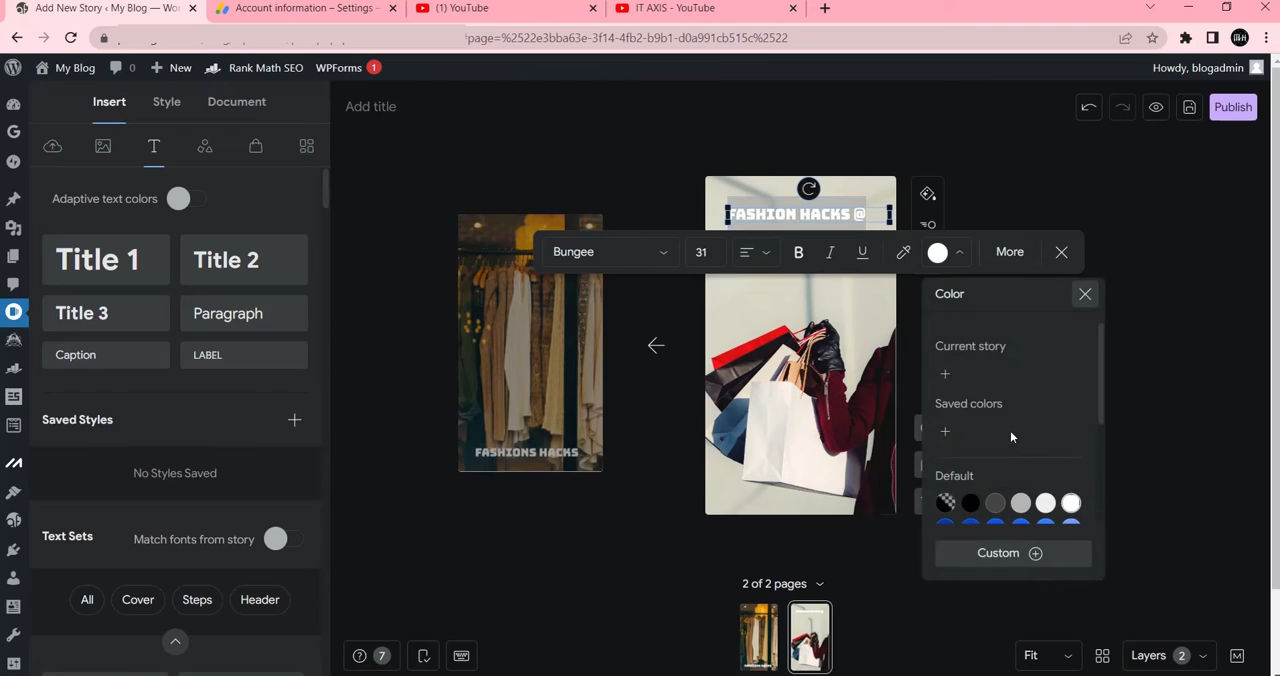 Add New Story ‹ My Blog — Wo
Account information – Settings -
(1) YouTube
IT AXIS - YouTube
page=%2522e3bba63e-3f14-4fb2-b9b1-d0a991cb515c%2522
My Blog
0
New
Rank Math SEO
WPForms
1
Howdy, blogadmin
Insert
Style
Document
Add title
Publish
Adaptive text colors
Title 1
Title 2
Title 3
Paragraph
Caption
LABEL
Saved Styles
No Styles Saved
Text Sets
Match fonts from story
All
Cover
Steps
Header
FASHIONS HACKS
FASHION HACKS @
Bungee
31
B
I
U
More
Color
Current story
Saved colors
Default
Custom
2 of 2 pages
7
Fit
Layers
2